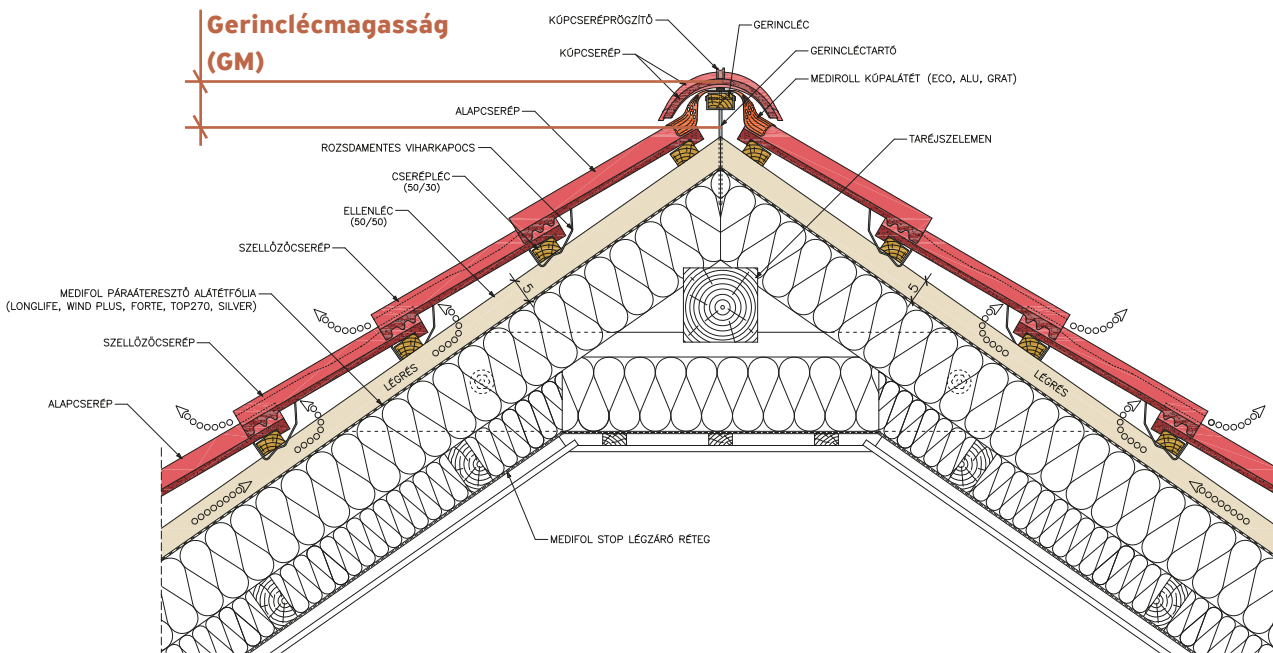 Gerinclécmagasság
(GM)
KÚPCSERÉPRÖGZÍTŐ
GERINCLÉC
KÚPCSERÉP
GERINCLÉCTARTÓ
MEDIROLL KÚPALÁTÉT (ECO, ALU, GRAT)
ALAPCSERÉP
TARÉJSZELEMEN
ROZSDAMENTES VIHARKAPOCS
CSERÉPLÉC
(50/30)
ELLENLÉC
(50/50)
SZELLŐZŐCSERÉP
5
5
MEDIFOL PÁRAÁTERESZTŐ ALÁTÉTFÓLIA
(LONGLIFE, WIND PLUS, FORTE, TOP270, SILVER)
SZELLŐZŐCSERÉP
LÉGRÉS
LÉGRÉS
ALAPCSERÉP
MEDIFOL STOP LÉGZÁRÓ RÉTEG